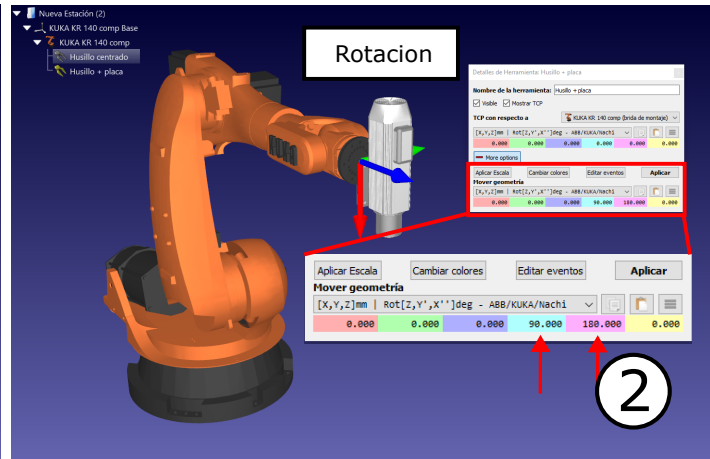 Nueva Estación (2)
KUKA KR 140 comp Base
KUKA KR 140 comp
Husillo centrado
Husillo + placa
Rotacion
Detalles de Herramienta: Husillo + placa
Nombre de la herramienta: Husillo + placa
Visible Mostrar TCP
TCP con respecto a KUKA KR 140 comp (brida de montaje)
[X,Y,Z]mm | Rot[Z,Y',X'']deg - ABB/KUKA/Nachi
0.000 0.000 0.000 0.000 0.000 0.000
More options
Aplicar Escala Cambiar colores Editar eventos Aplicar
Mover geometría
[X,Y,Z]mm | Rot[Z,Y',X'']deg - ABB/KUKA/Nachi
0.000 0.000 0.000 90.000 180.000 0.000
Aplicar Escala Cambiar colores Editar eventos Aplicar
Mover geometría
[X,Y,Z]mm | Rot[Z,Y',X'']deg - ABB/KUKA/Nachi
0.000 0.000 0.000 90.000 180.000 0.000
2